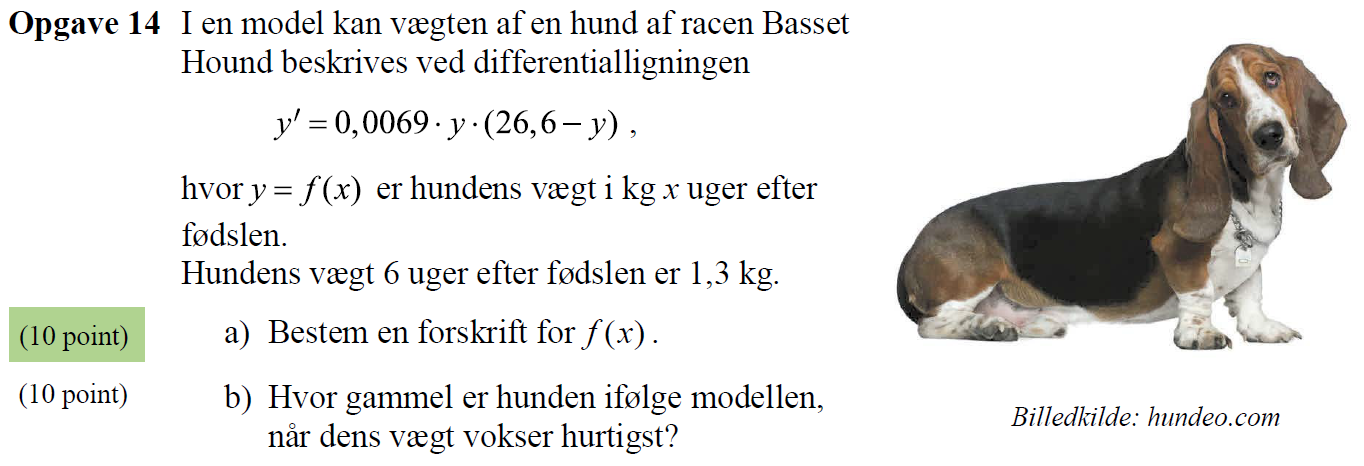 Opgave 14 I en model kan vægten af en hund af racen Basset
Hound beskrives ved differentialligningen
y′ = 0,0069 · y · (26,6 − y) ,
hvor y = f(x) er hundens vægt i kg x uger efter
fødslen.
Hundens vægt 6 uger efter fødslen er 1,3 kg.
(10 point) a) Bestem en forskrift for f(x).
(10 point) b) Hvor gammel er hunden ifølge modellen,
når dens vægt vokser hurtigst?
Billedkilde: hundeo.com